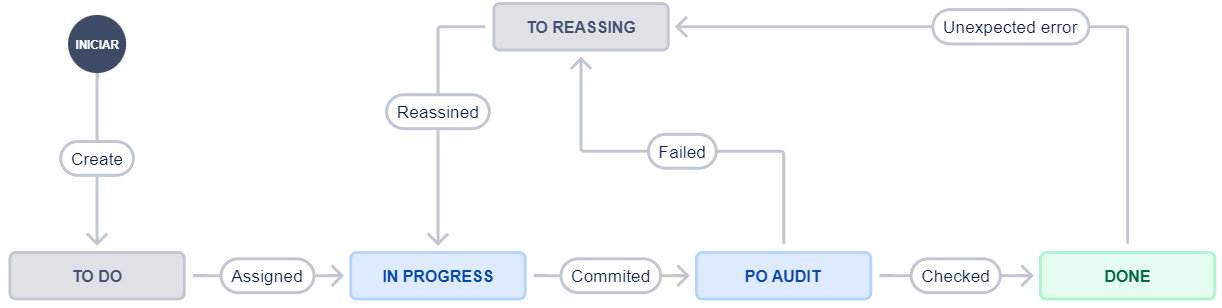 INICIAR
TO REASSING
Unexpected error
Reassined
Create
Failed
TO DO
Assigned
IN PROGRESS
Commited
PO AUDIT
Checked
DONE